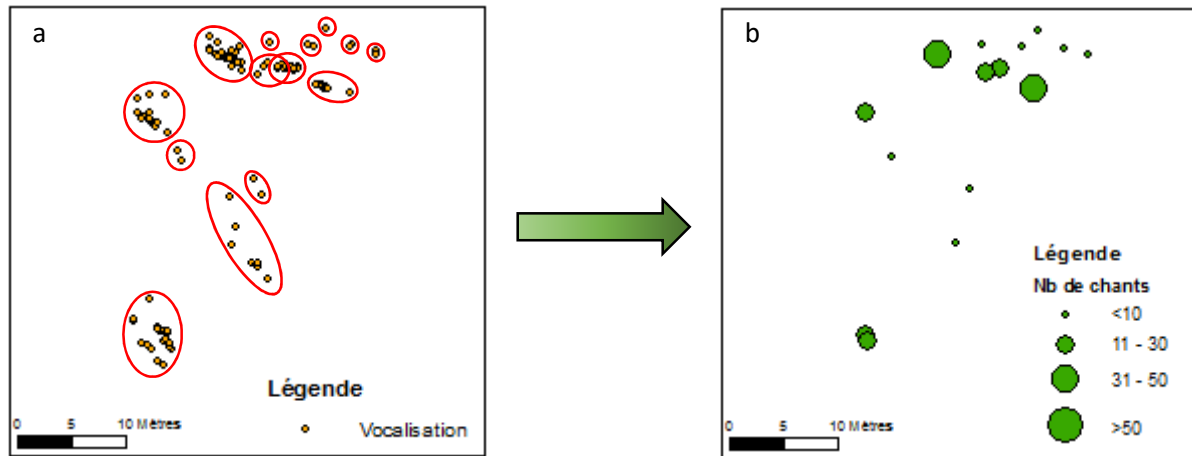 a
Légende
0 5 10 Mètres
Vocalisation
b
Légende
Nb de chants
<10
11 - 30
31 - 50
>50
0 5 10 Mètres